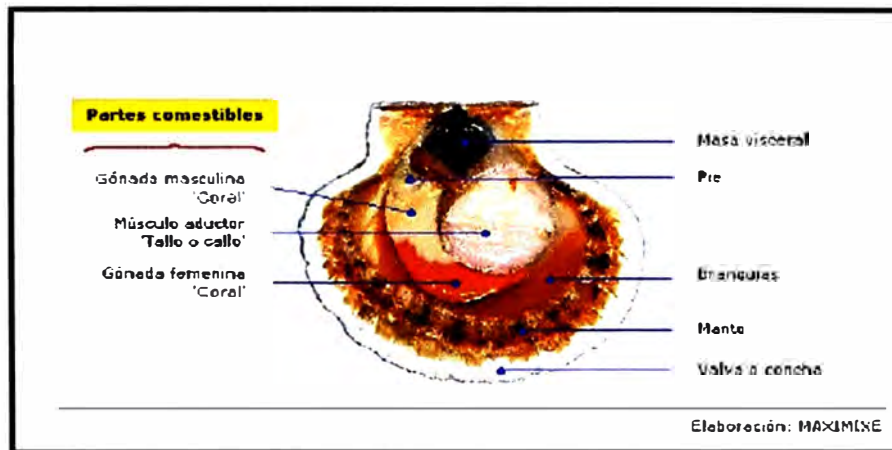 Partes comestibles
Gónada masculina
'Coral'
Músculo aductor
'Tallo o callo'
Gónada femenina
'Coral'
Masa visceral
Pie
Branquias
Manto
Valva o concha
Elaboración: MAXIMIXE